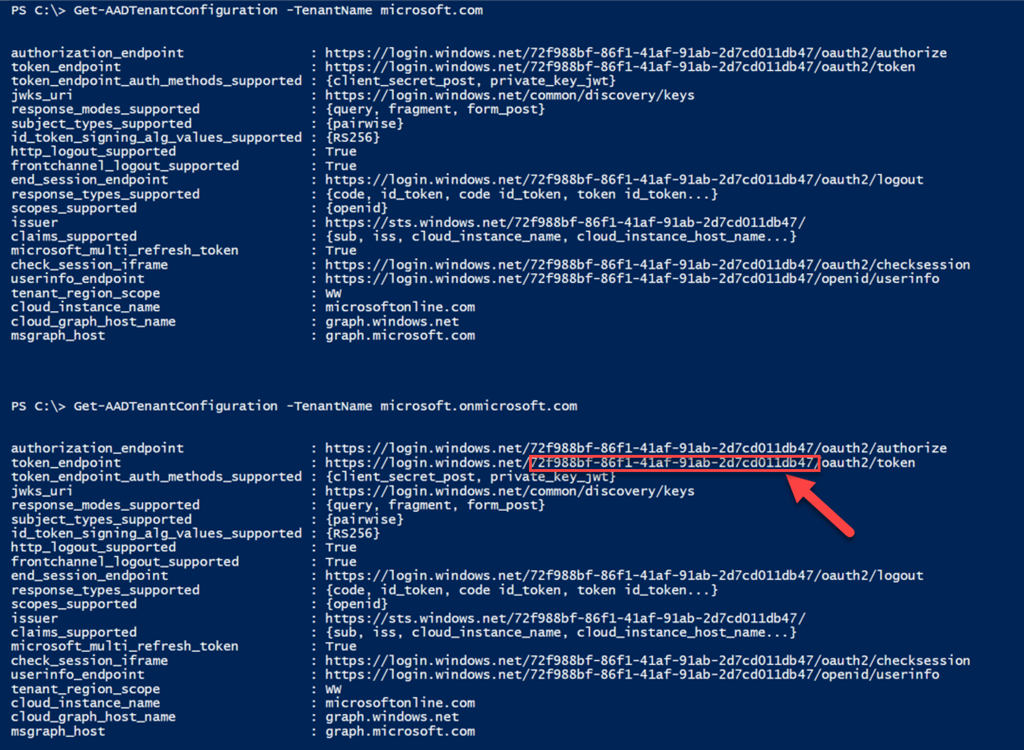 PS C:\> Get-AADTenantConfiguration -TenantName microsoft.com
authorization_endpoint : https://login.windows.net/72f988bf-86f1-41af-91ab-2d7cd011db47/oauth2/authorize
token_endpoint : https://login.windows.net/72f988bf-86f1-41af-91ab-2d7cd011db47/oauth2/token
token_endpoint_auth_methods_supported : {client_secret_post, private_key_jwt}
jwks_uri : https://login.windows.net/common/discovery/keys
response_modes_supported : {query, fragment, form_post}
subject_types_supported : {pairwise}
id_token_signing_alg_values_supported : {RS256}
http_logout_supported : True
frontchannel_logout_supported : True
end_session_endpoint : https://login.windows.net/72f988bf-86f1-41af-91ab-2d7cd011db47/oauth2/logout
response_types_supported : {code, id_token, code id_token, token id_token...}
scopes_supported : {openid}
issuer : https://sts.windows.net/72f988bf-86f1-41af-91ab-2d7cd011db47/
claims_supported : {sub, iss, cloud_instance_name, cloud_instance_host_name...}
microsoft_multi_refresh_token : True
check_session_iframe : https://login.windows.net/72f988bf-86f1-41af-91ab-2d7cd011db47/oauth2/checksession
userinfo_endpoint : https://login.windows.net/72f988bf-86f1-41af-91ab-2d7cd011db47/openid/userinfo
tenant_region_scope : WW
cloud_instance_name : microsoftonline.com
cloud_graph_host_name : graph.windows.net
msgraph_host : graph.microsoft.com
PS C:\> Get-AADTenantConfiguration -TenantName microsoft.onmicrosoft.com
authorization_endpoint : https://login.windows.net/72f988bf-86f1-41af-91ab-2d7cd011db47/oauth2/authorize
token_endpoint : https://login.windows.net/72f988bf-86f1-41af-91ab-2d7cd011db47/oauth2/token
token_endpoint_auth_methods_supported : {client_secret_post, private_key_jwt}
jwks_uri : https://login.windows.net/common/discovery/keys
response_modes_supported : {query, fragment, form_post}
subject_types_supported : {pairwise}
id_token_signing_alg_values_supported : {RS256}
http_logout_supported : True
frontchannel_logout_supported : True
end_session_endpoint : https://login.windows.net/72f988bf-86f1-41af-91ab-2d7cd011db47/oauth2/logout
response_types_supported : {code, id_token, code id_token, token id_token...}
scopes_supported : {openid}
issuer : https://sts.windows.net/72f988bf-86f1-41af-91ab-2d7cd011db47/
claims_supported : {sub, iss, cloud_instance_name, cloud_instance_host_name...}
microsoft_multi_refresh_token : True
check_session_iframe : https://login.windows.net/72f988bf-86f1-41af-91ab-2d7cd011db47/oauth2/checksession
userinfo_endpoint : https://login.windows.net/72f988bf-86f1-41af-91ab-2d7cd011db47/openid/userinfo
tenant_region_scope : WW
cloud_instance_name : microsoftonline.com
cloud_graph_host_name : graph.windows.net
msgraph_host : graph.microsoft.com